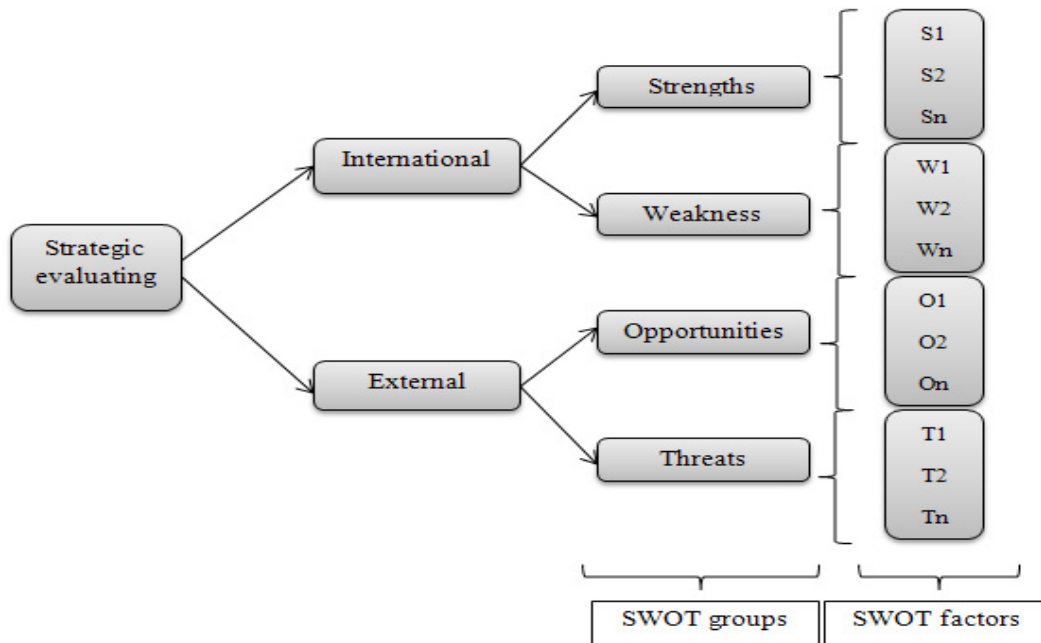 Strategic
evaluating
International
External
Strengths
Weakness
Opportunities
Threats
S1
S2
Sn
W1
W2
Wn
O1
O2
On
T1
T2
Tn
SWOT groups
SWOT factors